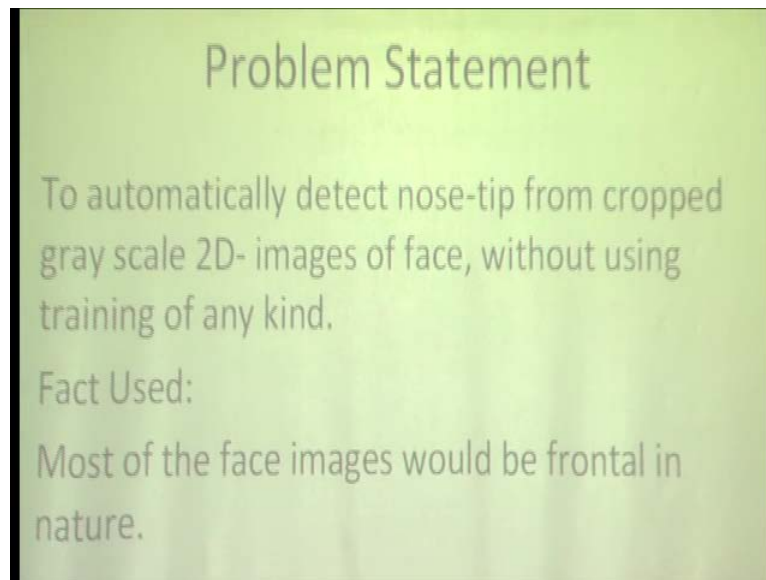 Problem Statement
To automatically detect nose-tip from cropped
gray scale 2D- images of face, without using
training of any kind.
Fact Used:
Most of the face images would be frontal in
nature.